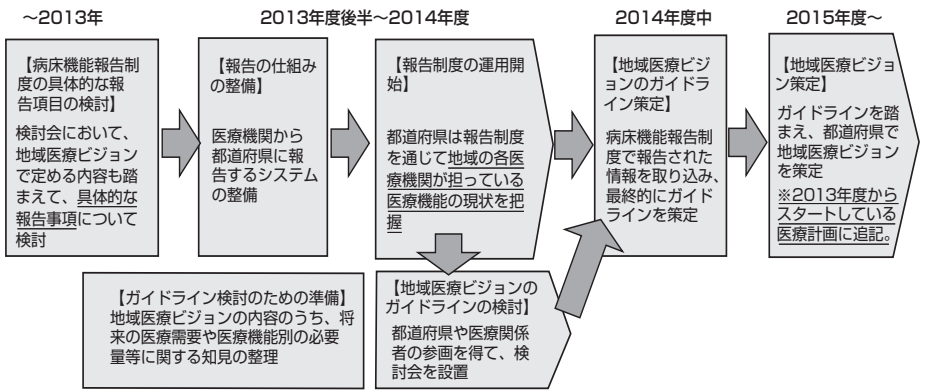 ～2013年
2013年度後半～2014年度
2014年度中
2015年度～
【病床機能報告制
度の具体的な報
告項目の検討】
検討会において、
地域医療ビジョン
で定める内容も踏
まえて、具体的な
報告事項について
検討
【報告の仕組み
の整備】
医療機関から
都道府県に報
告するシステム
の整備
【報告制度の運用開
始】
都道府県は報告制度
を通じて地域の各医
療機関が担っている
医療機能の現状を把
握
【地域医療ビジ
ョンのガイドラ
イン策定】
病床機能報告制
度で報告された
情報を取り込み、
最終的にガイド
ラインを策定
【地域医療ビジョ
ン策定】
ガイドラインを踏
まえ、都道府県で
地域医療ビジョン
を策定
※2013年度から
スタートしている
医療計画に追記。
【ガイドライン検討のための準備】
地域医療ビジョンの内容のうち、将
来の医療需要や医療機能別の必要
量等に関する知見の整理
【地域医療ビジョンの
ガイドラインの検討】
都道府県や医療関係
者の参画を得て、検
討会を設置